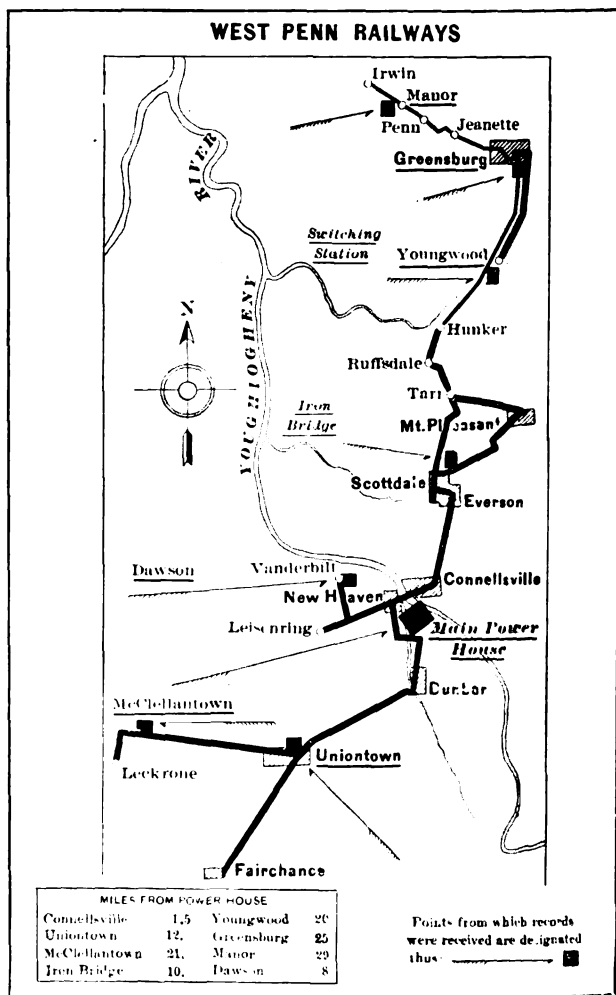 WEST PENN RAILWAYS
Irwin
Manor
Penn
Jeanette
Greensburg
RIVER
Switching
Station
Youngwood
N
Hunker
Ruffsdale
YOUGHIOGHENY
Tarr
Iron
Bridge
Mt. Pleasant
Scottdale
Everson
Dawson
Vanderbilt
Connellsville
New Haven
Leisenring
Main Power
House
Dunbar
McClellantown
Leckrone
Uniontown
Fairchance
MILES FROM POWER HOUSE
Connellsville 1,5 Youngwood 20
Uniontown 12. Greensburg 25
McClellantown 21. Manor 29
Iron Bridge 10. Dawson 8
Points from which records
were received are designated
thus